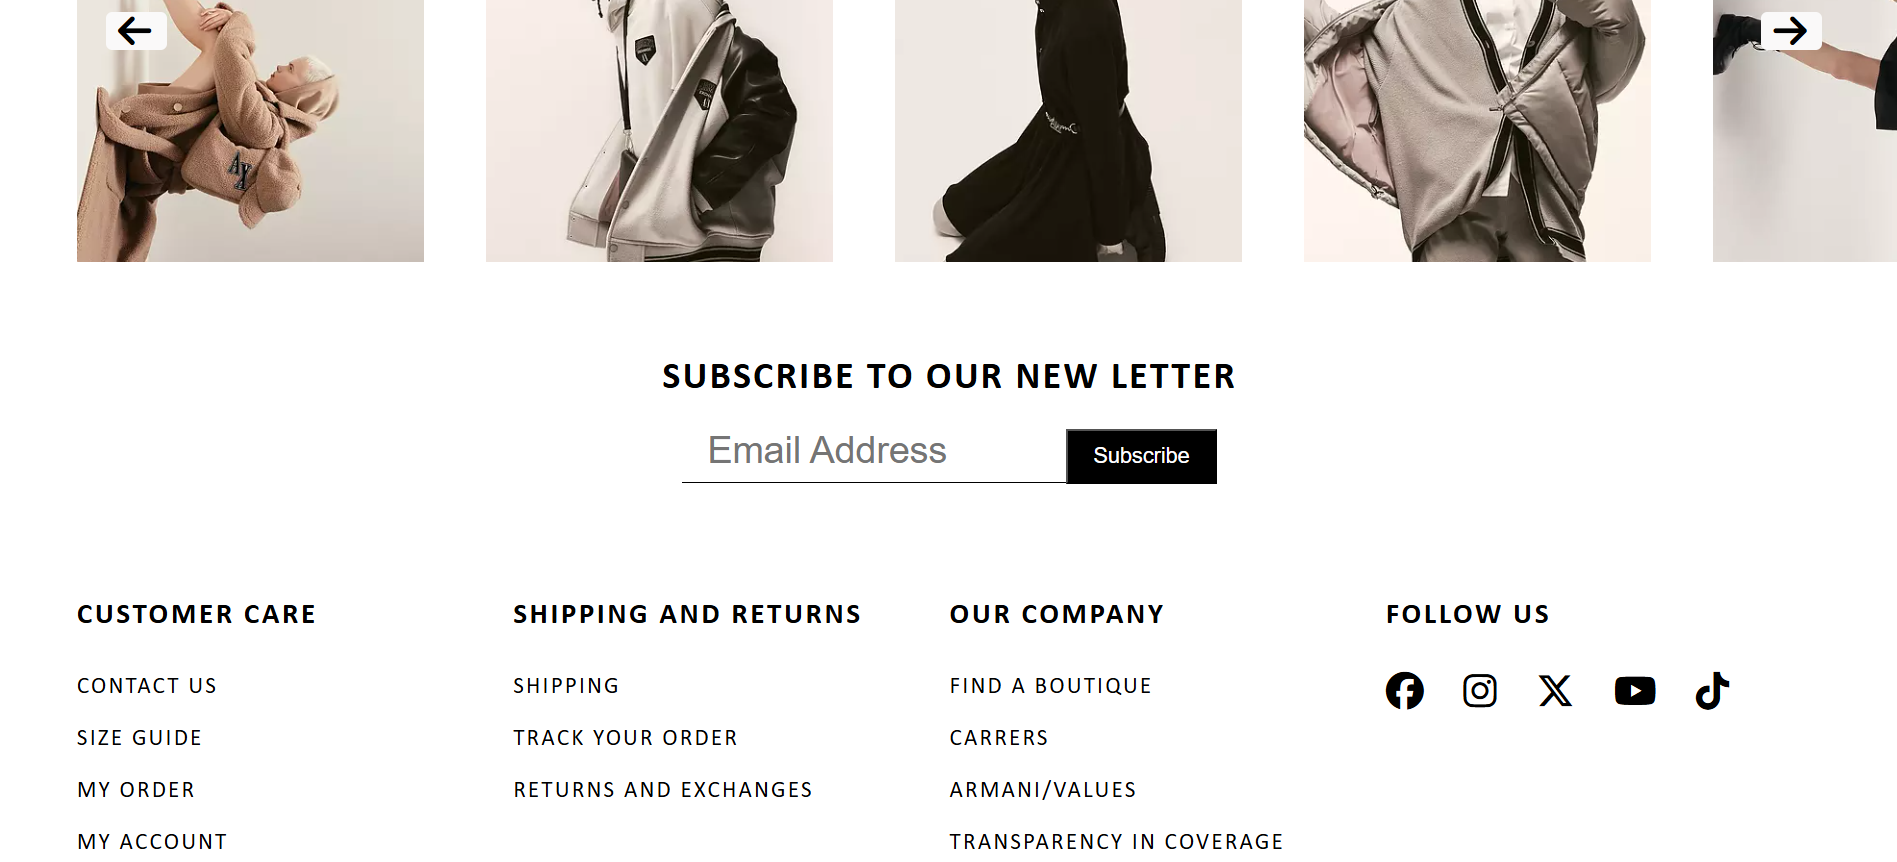 AX
SUBSCRIBE TO OUR NEW LETTER
Email Address
Subscribe
CUSTOMER CARE
SHIPPING AND RETURNS
OUR COMPANY
FOLLOW US
CONTACT US
SHIPPING
FIND A BOUTIQUE
SIZE GUIDE
TRACK YOUR ORDER
CARRERS
MY ORDER
RETURNS AND EXCHANGES
ARMANI/VALUES
MY ACCOUNT
TRANSPARENCY IN COVERAGE